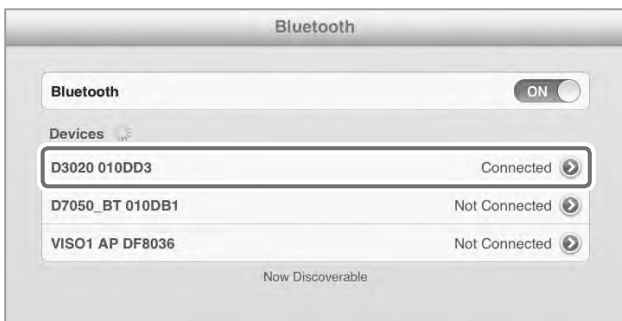 Bluetooth
Bluetooth ON
Devices
D3020 010DD3 Connected
D7050_BT 010DB1 Not Connected
VISO1 AP DF8036 Not Connected
Now Discoverable